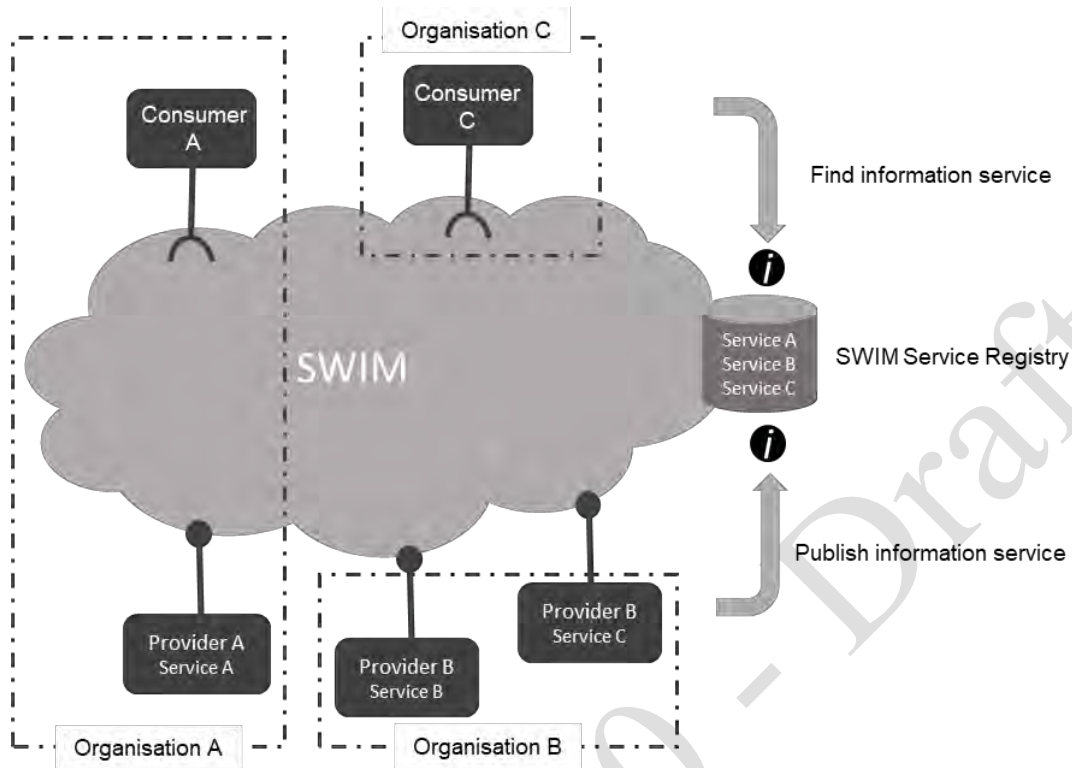 Organisation C
Consumer
A
Consumer
C
Find information service
i
SWIM
Service A
Service B
Service C
SWIM Service Registry
i
Publish information service
Provider A
Service A
Provider B
Service B
Provider B
Service C
Organisation A
Organisation B
- Draft